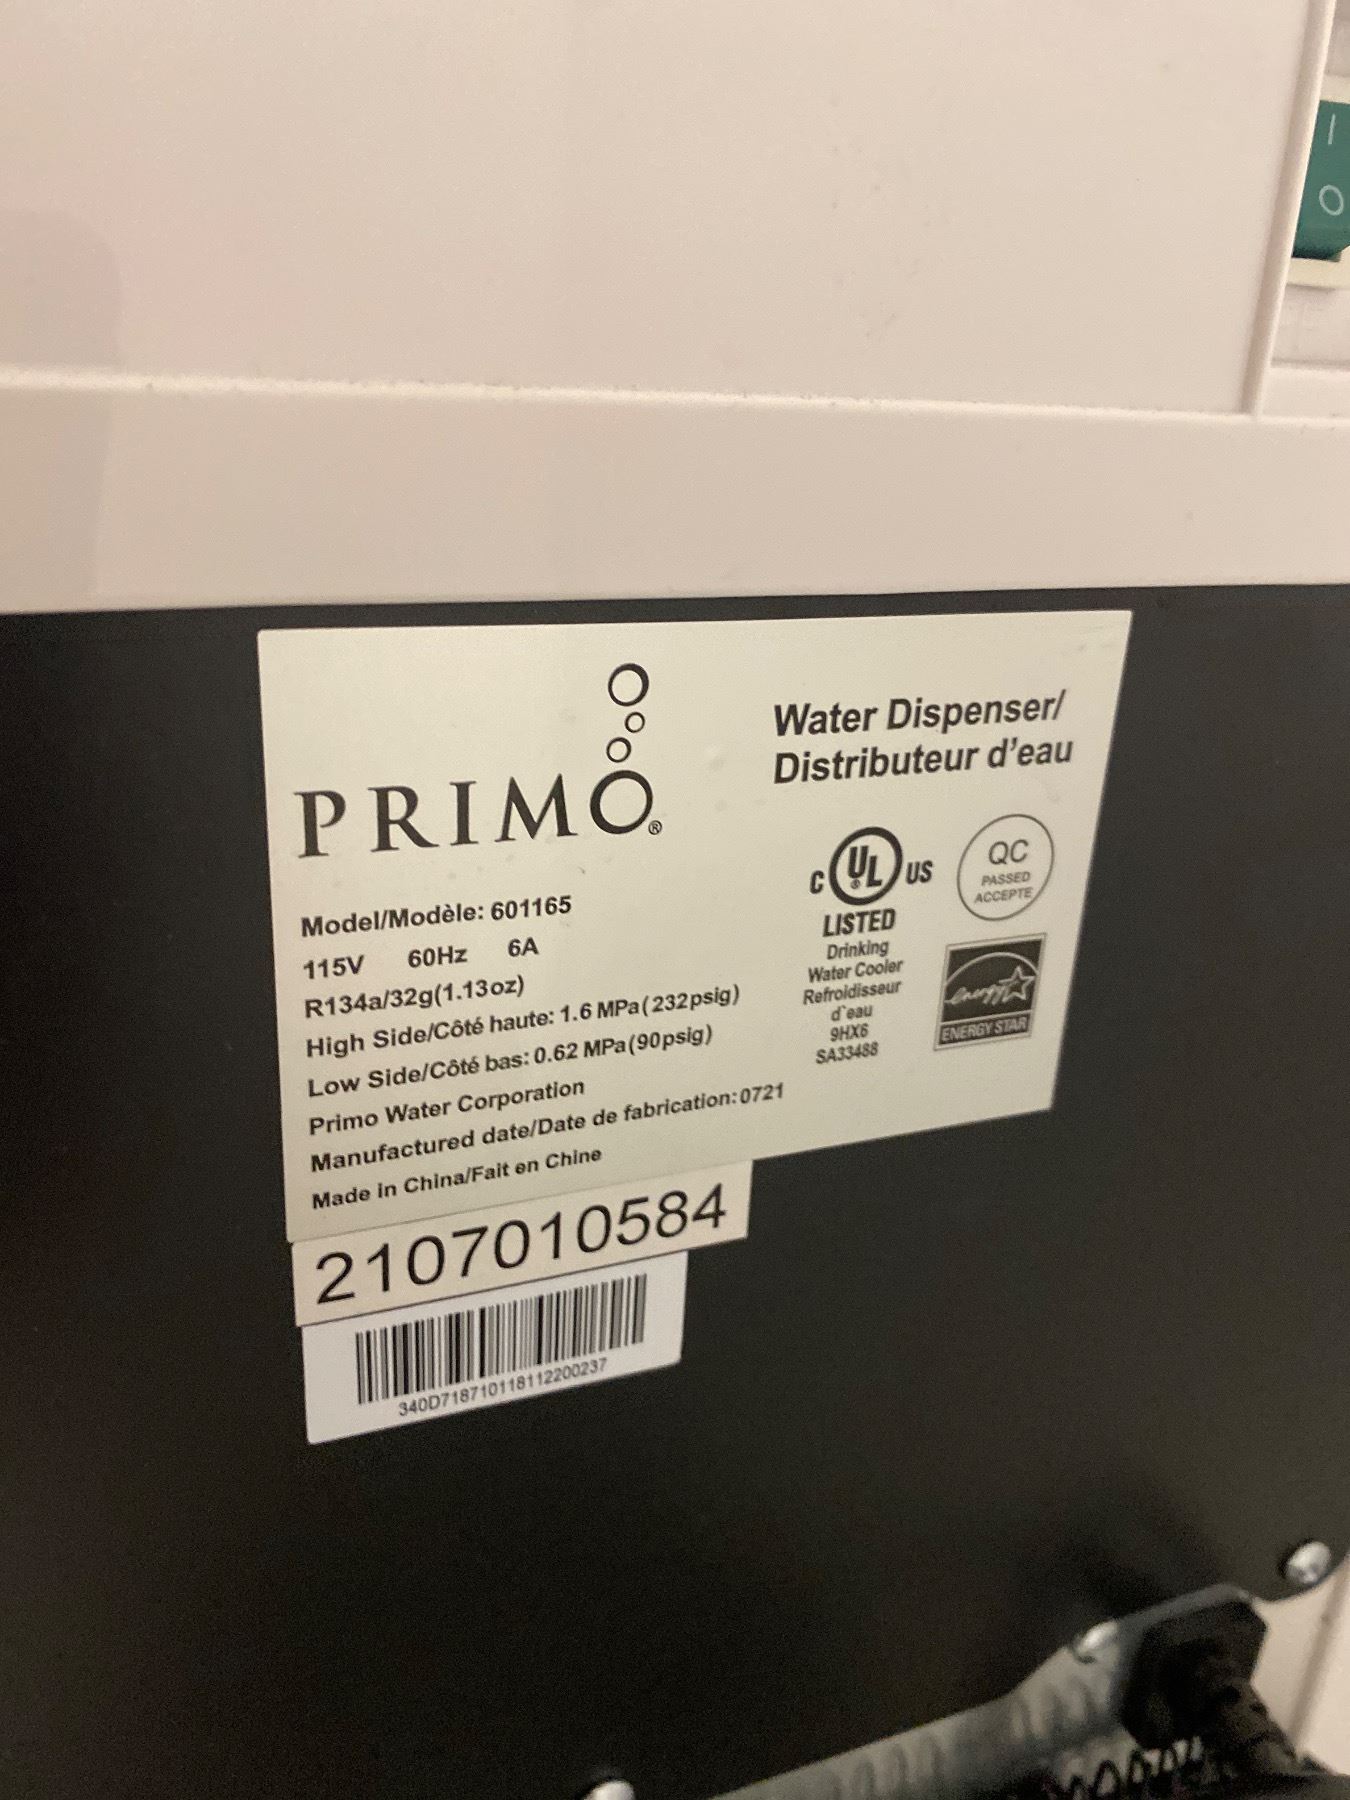 I
O
PRIMO®
Water Dispenser/
Distributeur d'eau
Model/Modèle: 601165
115V 60Hz 6A
R134a/32g(1.13oz)
High Side/Côté haute: 1.6 MPa(232psig)
Low Side/Côté bas: 0.62 MPa(90psig)
Primo Water Corporation
Manufactured date/Date de fabrication:0721
Made in China/Fait en Chine
C UL® US
LISTED
Drinking
Water Cooler
Refroidisseur
d`eau
9HX6
SA33488
QC
PASSED
ACCEPTE
energy
ENERGY STAR
2107010584
340D718710118112200237